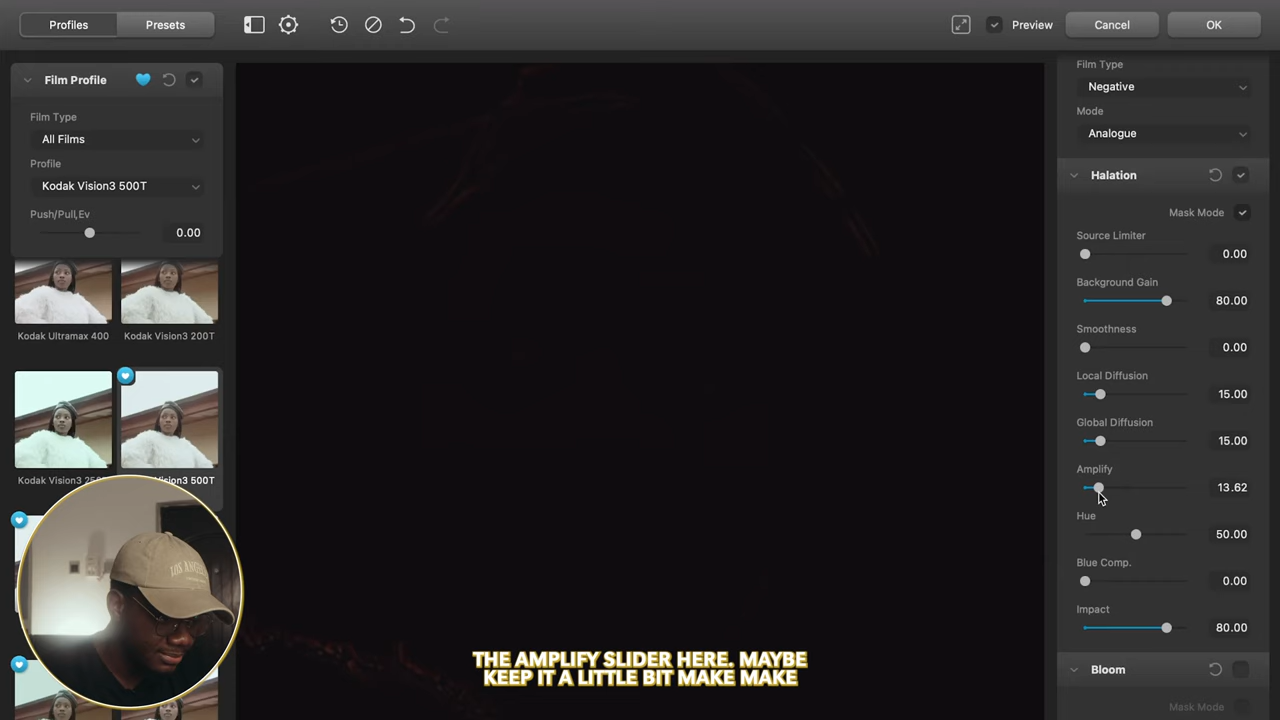 Profiles
Presets
Preview
Cancel
OK
Film Profile
Film Type
All Films
Profile
Kodak Vision3 500T
Push/Pull,Ev
0.00
Kodak Ultramax 400
Kodak Vision3 200T
Kodak Vision3 25
Vision3 500T
LOS ANGELES
Film Type
Negative
Mode
Analogue
Halation
Mask Mode
Source Limiter
0.00
Background Gain
80.00
Smoothness
0.00
Local Diffusion
15.00
Global Diffusion
15.00
Amplify
13.62
Hue
50.00
Blue Comp.
0.00
Impact
80.00
Bloom
Mask Mode
THE AMPLIFY SLIDER HERE. MAYBE
KEEP IT A LITTLE BIT MAKE MAKE